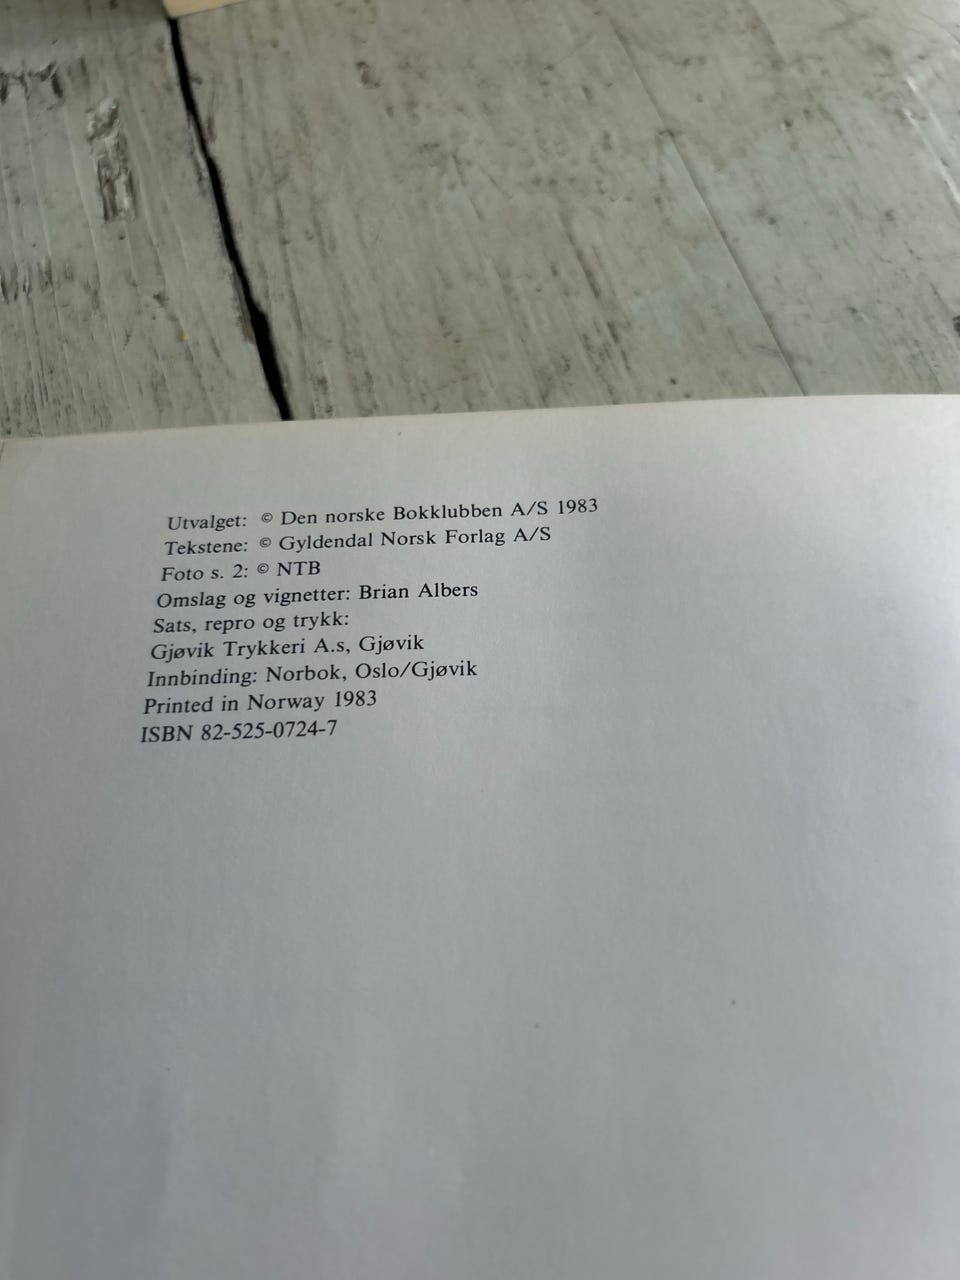 Utvalget: © Den norske Bokklubben A/S 1983
Tekstene: © Gyldendal Norsk Forlag A/S
Foto s. 2: © NTB
Omslag og vignetter: Brian Albers
Sats, repro og trykk:
Gjøvik Trykkeri A.s, Gjøvik
Innbinding: Norbok, Oslo/Gjøvik
Printed in Norway 1983
ISBN 82-525-0724-7